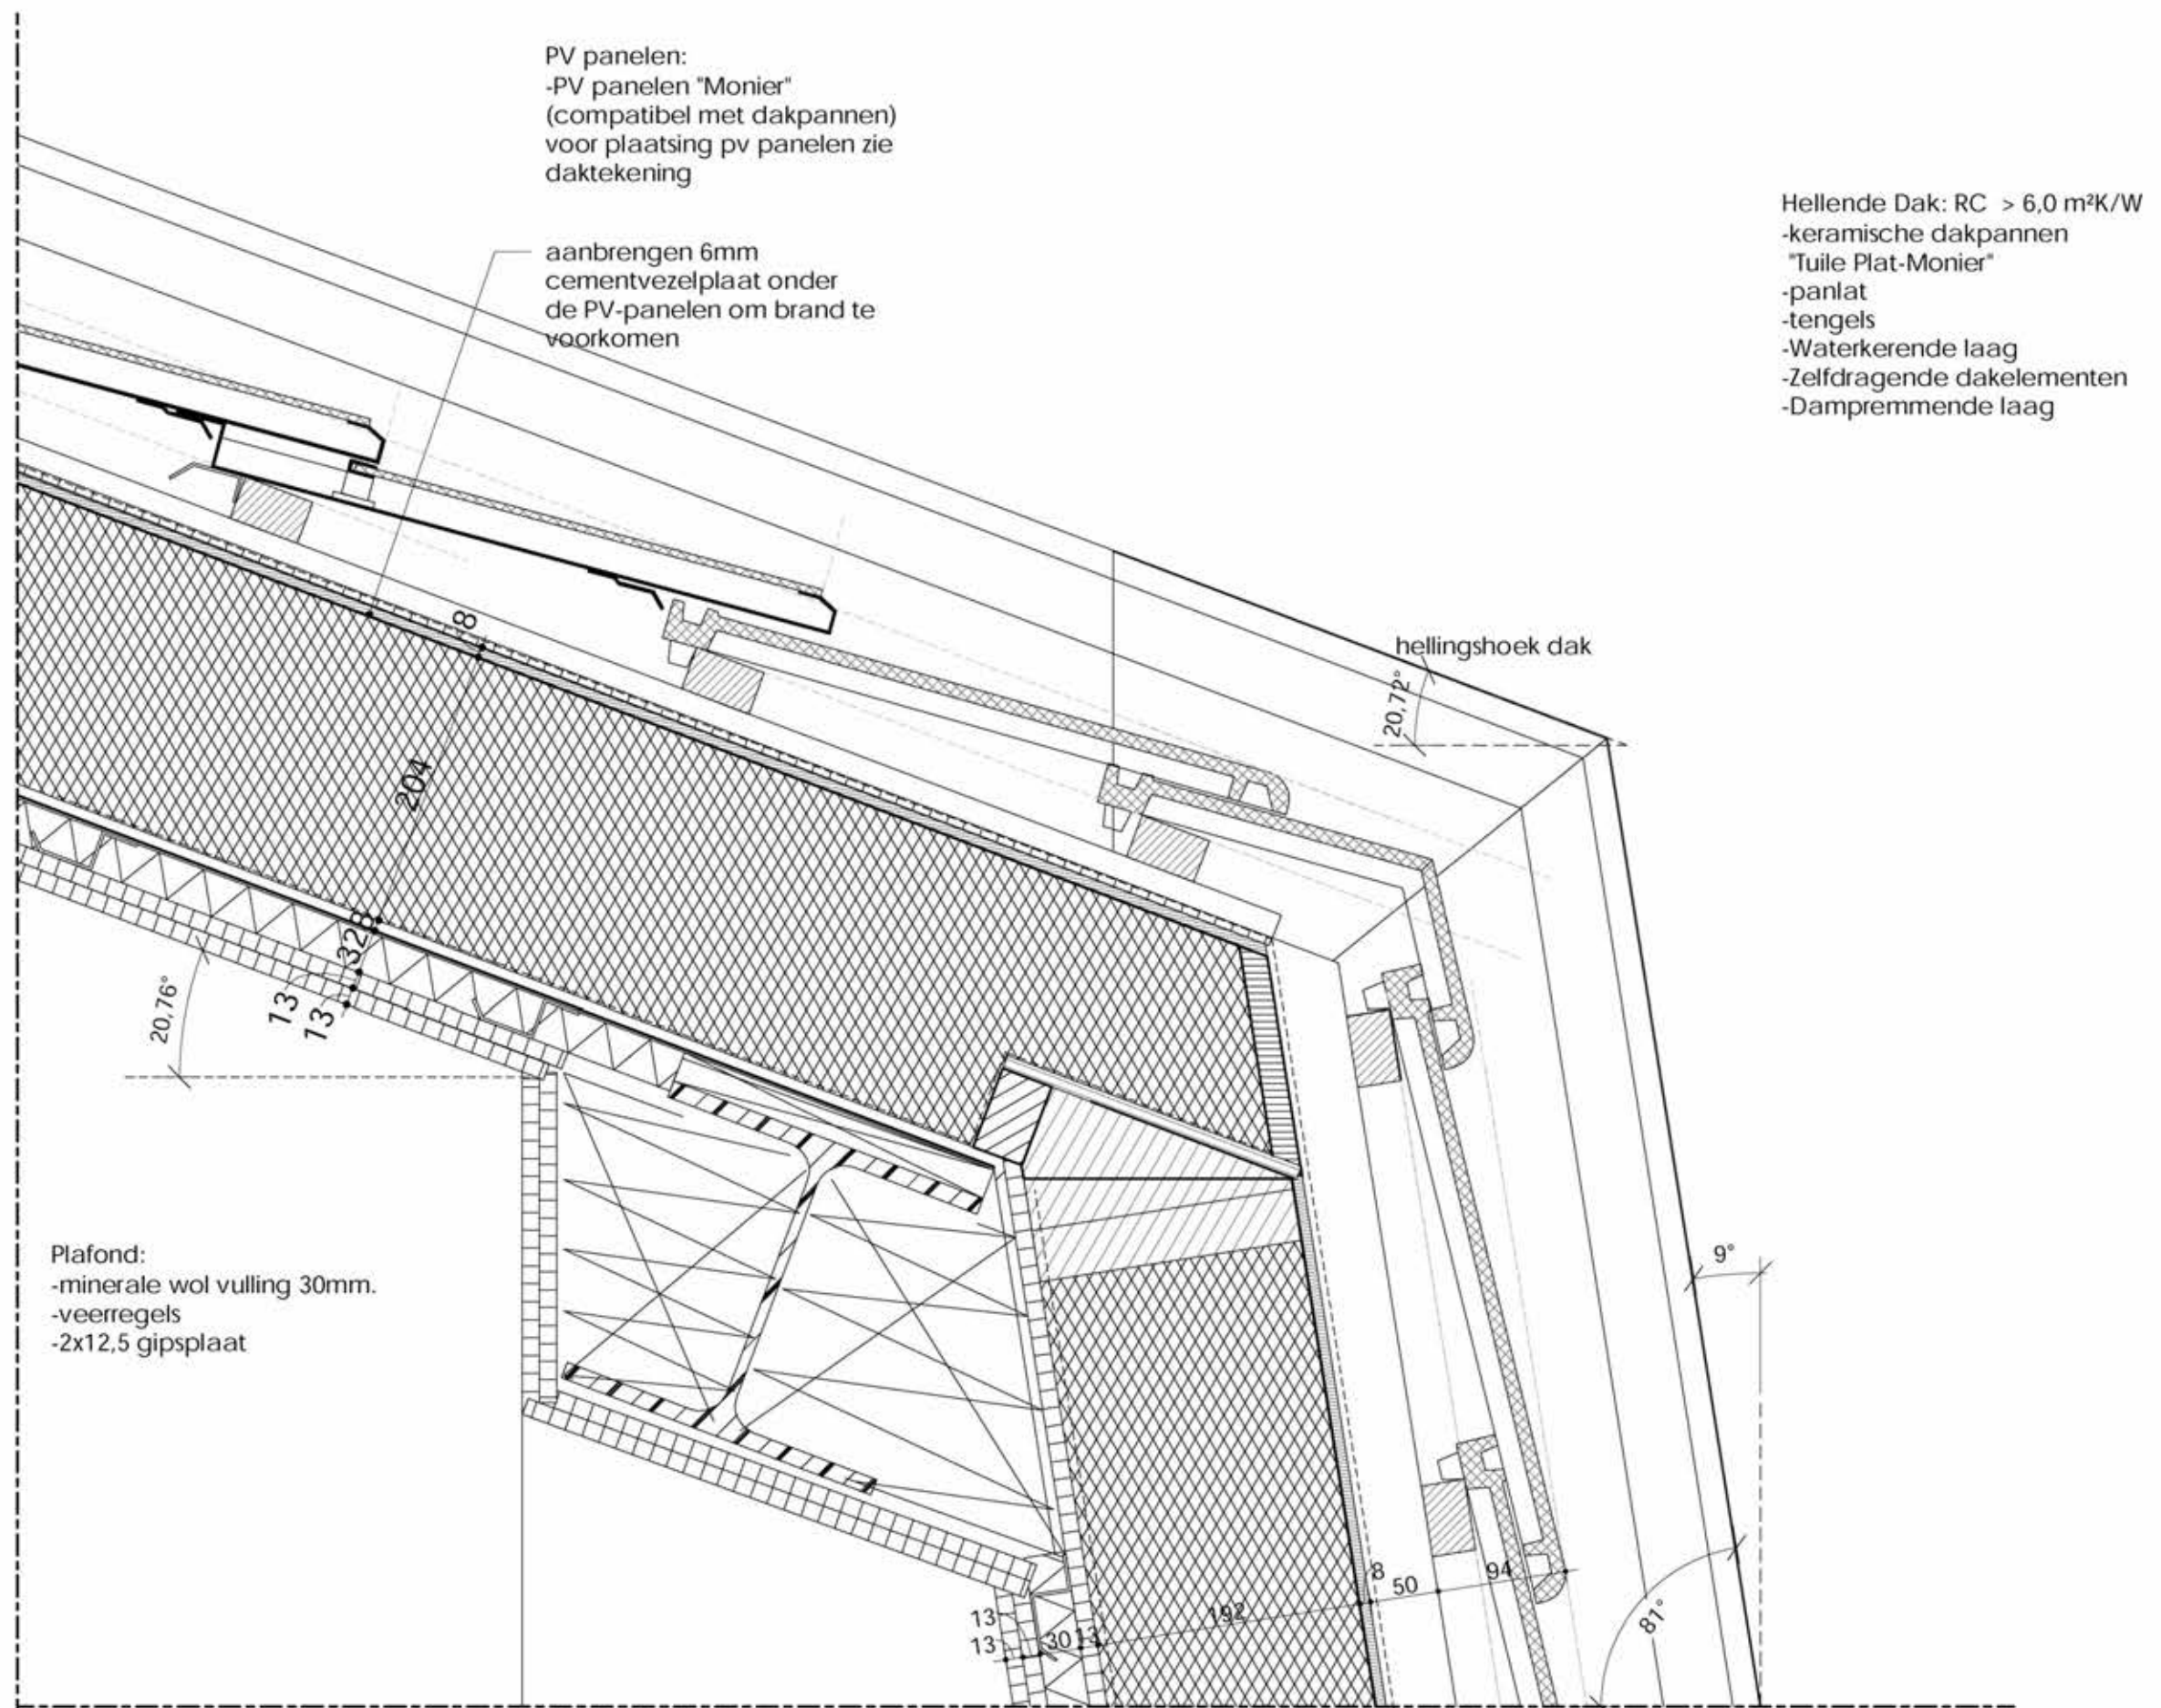 PV panelen:
-PV panelen "Monier"
(compatibel met dakpannen)
voor plaatsing pv panelen zie
daktekening
Hellende Dak: RC > 6,0 m²K/W
-keramische dakpannen
"Tuile Plat-Monier"
-panlat
-tengels
-Waterkerende laag
-Zelfdragende dakelementen
-Dampremmende laag
aanbrengen 6mm
cementvezelplaat onder
de PV-panelen om brand te
voorkomen
8
hellingshoek dak
20,72°
204
8
32
13
13
20,76°
Plafond:
-minerale wol vulling 30mm.
-veerregels
-2x12,5 gipsplaat
9°
81°
13
13
30
13
192
8
50
94